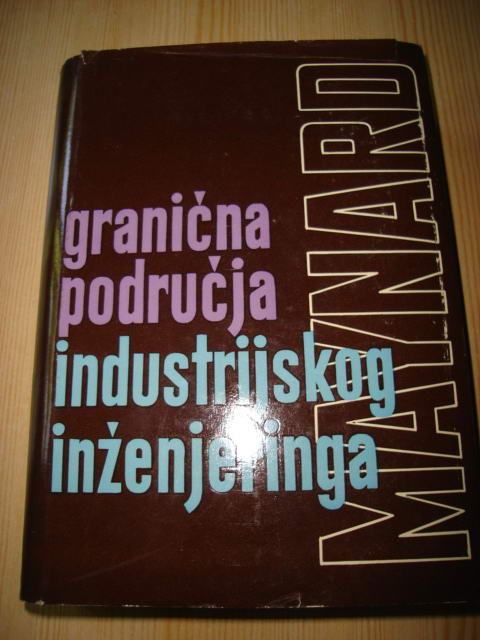 granična
područja
industrijskog
inženjeringa
MAYNARD